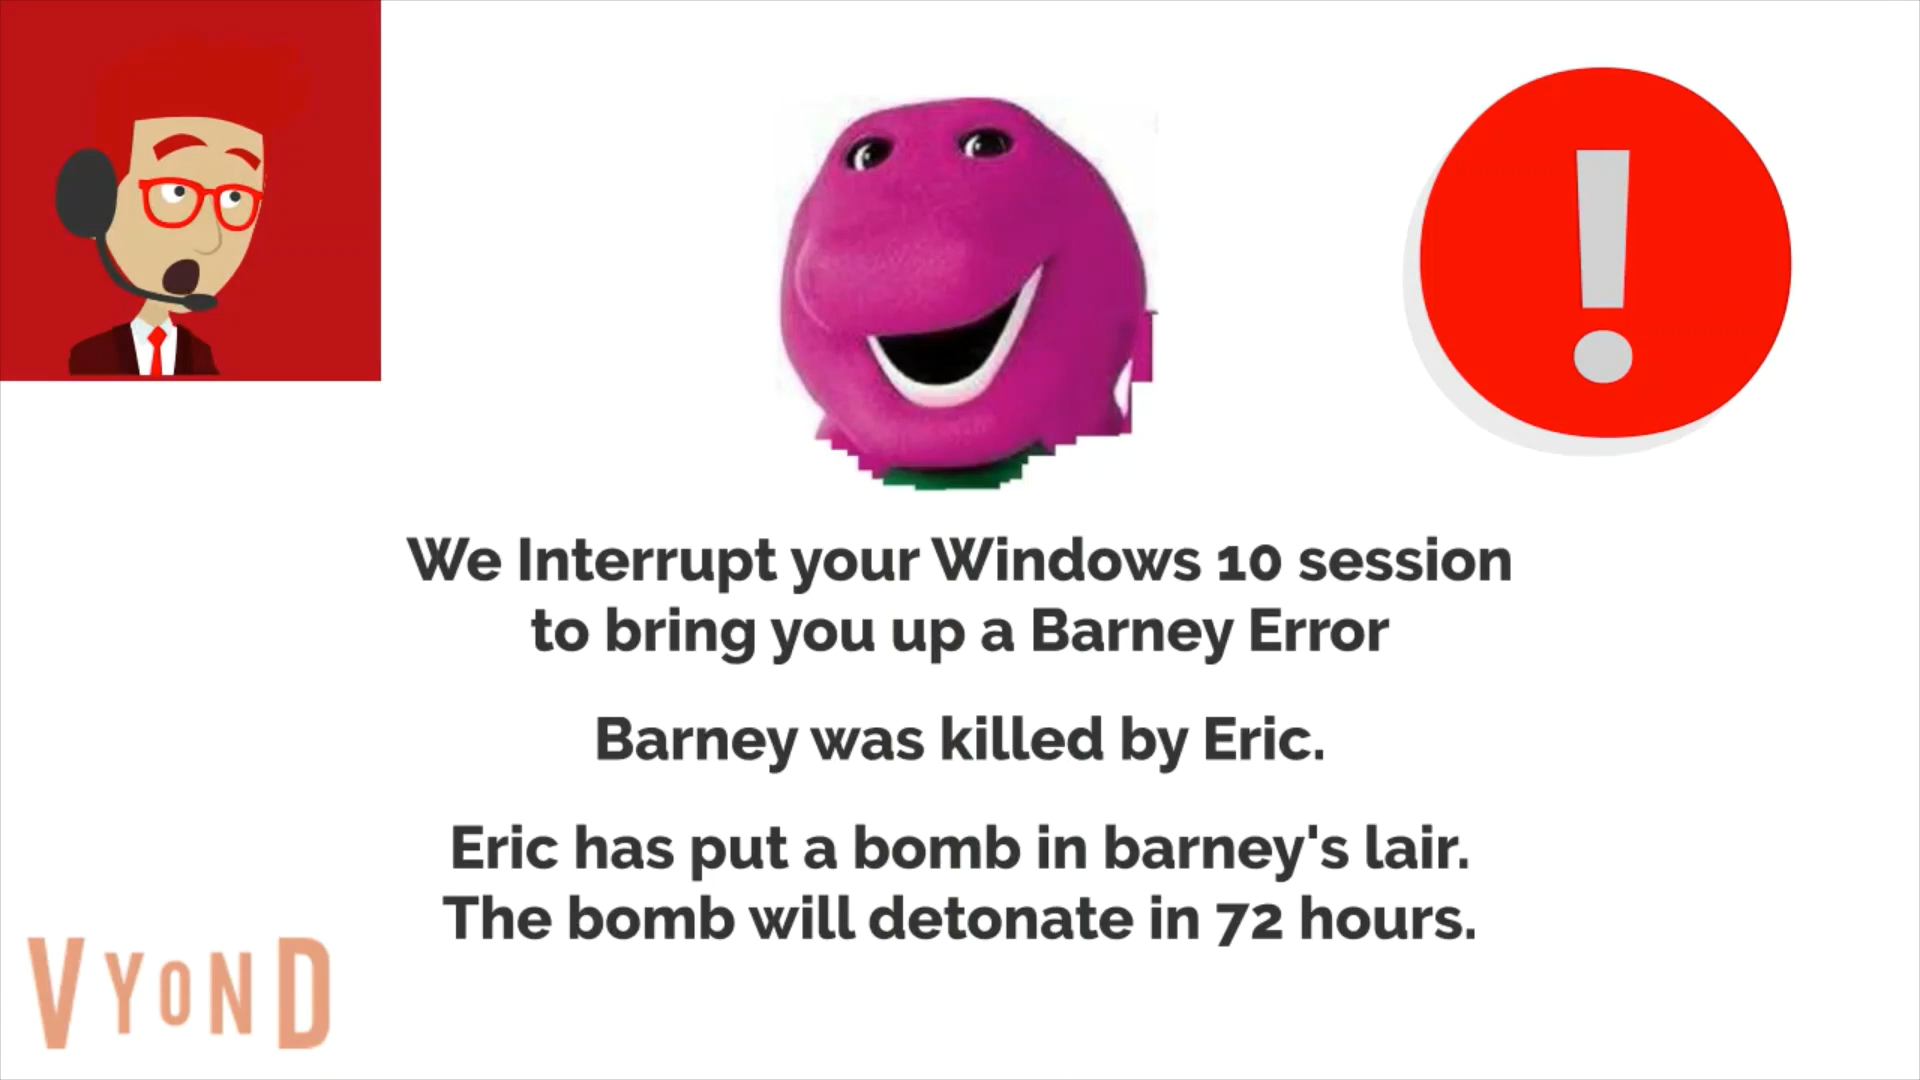 We Interrupt your Windows 10 session
to bring you up a Barney Error
Barney was killed by Eric.
Eric has put a bomb in barney's lair.
The bomb will detonate in 72 hours.
VYOND
!